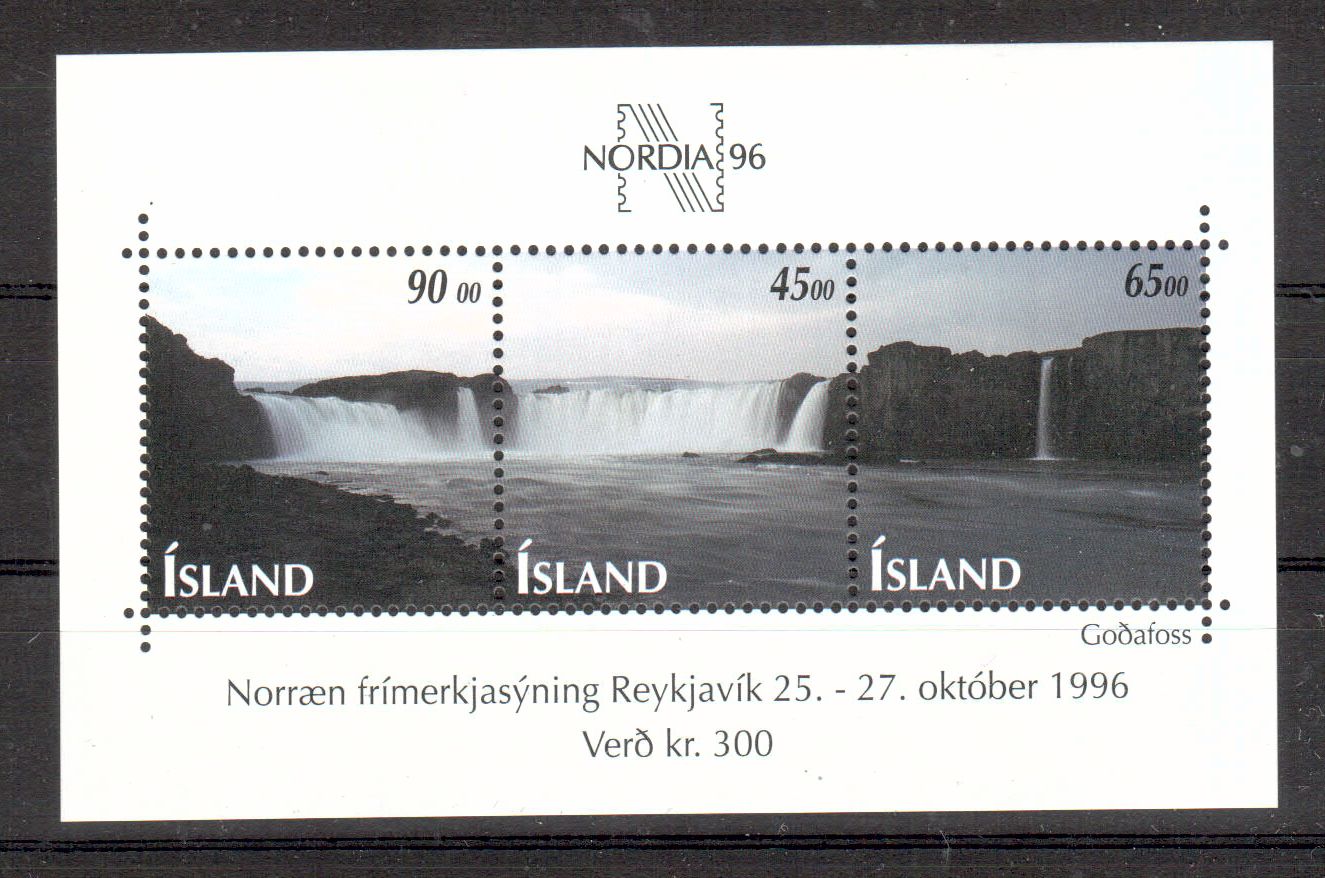 NORDIA 96
90 00
45 00
65 00
ÍSLAND
ÍSLAND
ÍSLAND
Goðafoss
Norræn frímerkjasýning Reykjavík 25. - 27. október 1996
Verð kr. 300